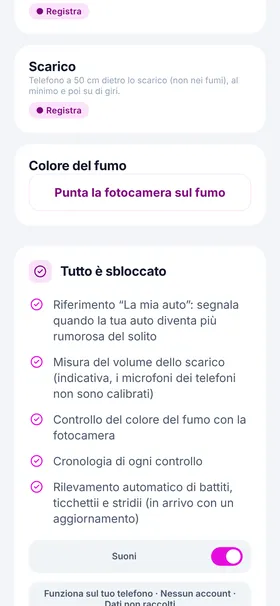 Registra
Scarico
Telefono a 50 cm dietro lo scarico (non nei fumi), al
minimo e poi su di giri.
Registra
Colore del fumo
Punta la fotocamera sul fumo
Tutto è sbloccato
Riferimento “La mia auto”: segnala
quando la tua auto diventa più
rumorosa del solito
Misura del volume dello scarico
(indicativa, i microfoni dei telefoni
non sono calibrati)
Controllo del colore del fumo con la
fotocamera
Cronologia di ogni controllo
Rilevamento automatico di battiti,
ticchettii e stridii (in arrivo con un
aggiornamento)
Suoni
Funziona sul tuo telefono · Nessun account ·
Dati non raccolti